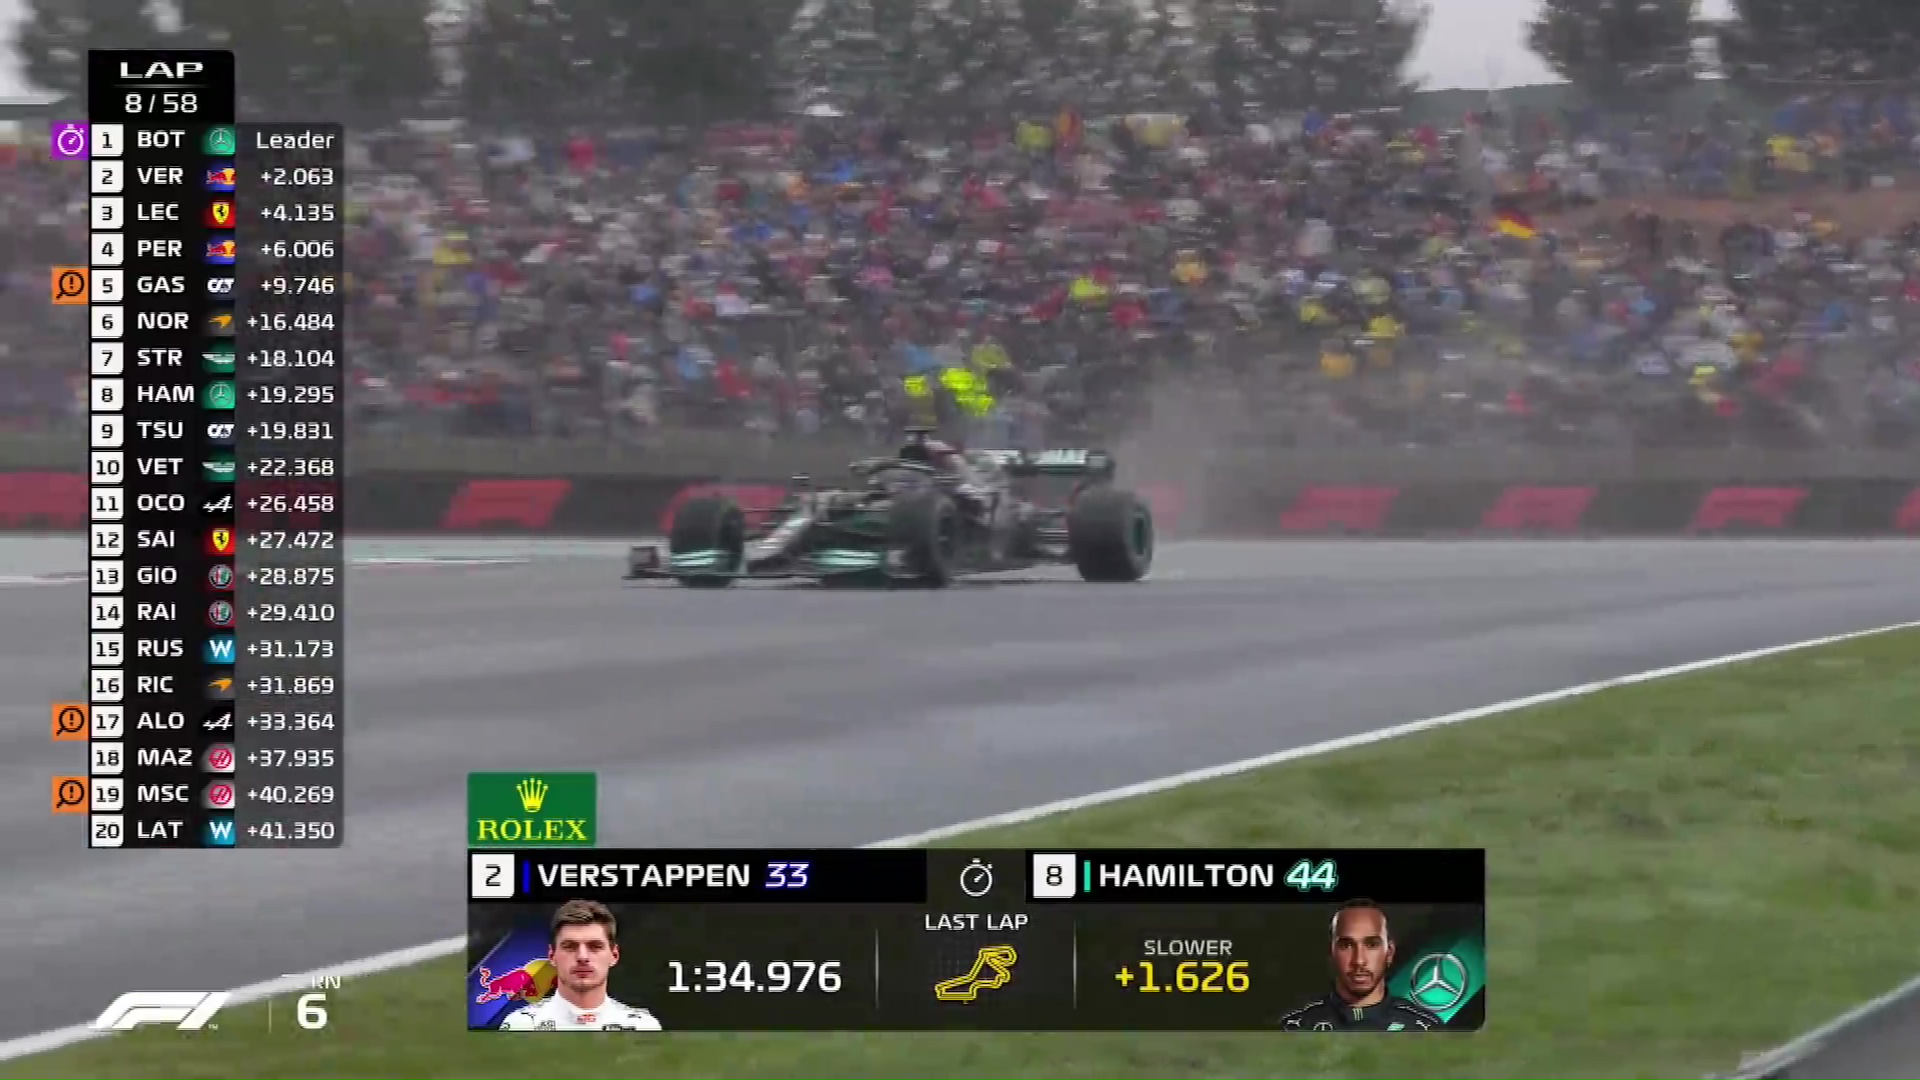 LAP
8/58
1 BOT Leader
2 VER +2.063
3 LEC +4.135
4 PER +6.006
5 GAS +9.746
6 NOR +16.484
7 STR +18.104
8 HAM +19.295
9 TSU +19.831
10 VET +22.368
11 OCO +26.458
12 SAI +27.472
13 GIO +28.875
14 RAI +29.410
15 RUS W +31.173
16 RIC +31.869
17 ALO +33.364
18 MAZ +37.935
19 MSC +40.269
20 LAT W +41.350
ROLEX
2 VERSTAPPEN 33
8 HAMILTON 44
LAST LAP
1:34.976
SLOWER
+1.626
F1
6